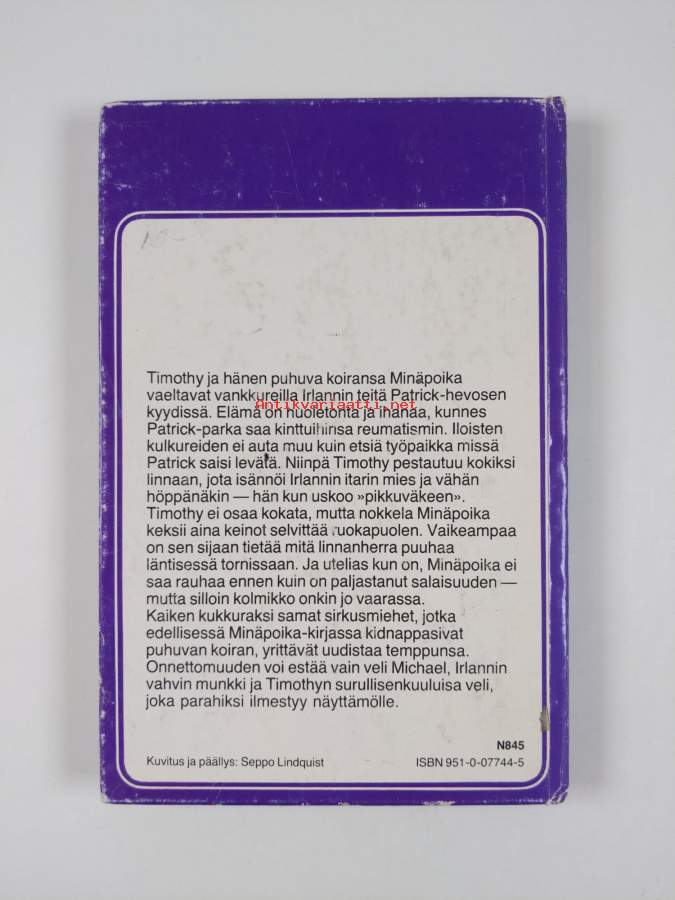 10-
Timothy ja hänen puhuva koiransa Minäpoika
vaeltavat vankkureilla Irlannin teitä Patrick-hevosen
Antikvariaatti.net
kyydissä. Elämä on huoletonta ja ihanaa, kunnes
Patrick-parka saa kinttuihinsa reumatismin. Iloisten
kulkureiden ei auta muu kuin etsiä työpaikka missä
Patrick saisi levätä. Niinpä Timothy pestautuu kokiksi
linnaan, jota isännöi Irlannin itarin mies ja vähän
höppänäkin — hän kun uskoo »pikkuväkeen».
Timothy ei osaa kokata, mutta nokkela Minäpoika
keksii aina keinot selvittää ruokapuolen. Vaikeampaa
on sen sijaan tietää mitä linnanherra puuhaa
läntisessä tornissaan. Ja utelias kun on, Minäpoika ei
saa rauhaa ennen kuin on paljastanut salaisuuden —
mutta silloin kolmikko onkin jo vaarassa.
Kaiken kukkuraksi samat sirkusmiehet, jotka
edellisessä Minäpoika-kirjassa kidnappasivat
puhuvan koiran, yrittävät uudistaa temppunsa.
Onnettomuuden voi estää vain veli Michael, Irlannin
vahvin munkki ja Timothyn surullisenkuuluisa veli,
joka parahiksi ilmestyy näyttämölle.
N845
Kuvitus ja päällys: Seppo Lindquist ISBN 951-0-07744-5